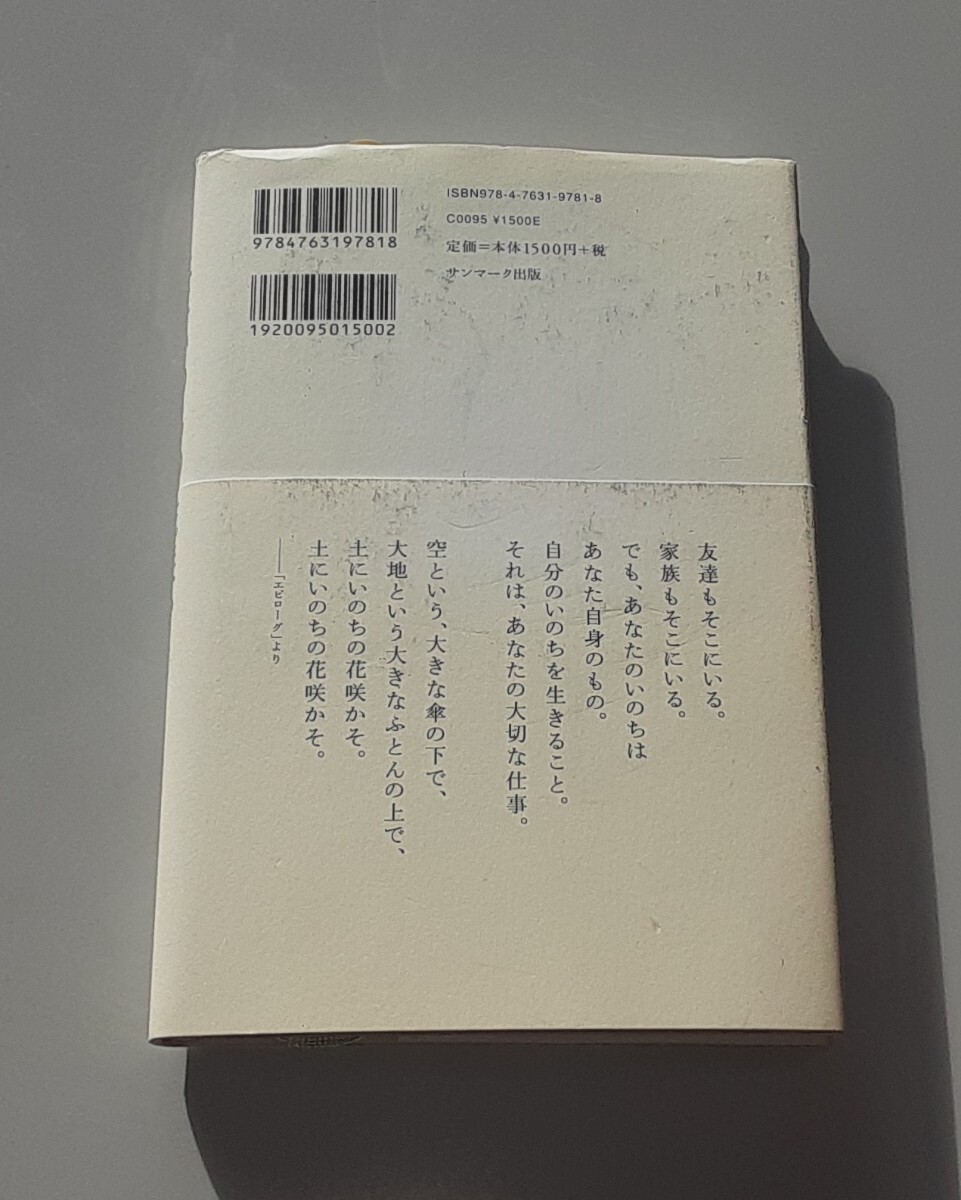 9784763197818
1920095015002
ISBN978-4-7631-9781-8
C0095 ¥1500E
定価＝本体1500円＋税
サンマーク出版
友達もそこにいる。
家族もそこにいる。
でも、あなたのいのちは
あなた自身のもの。
自分のいのちを生きること。
それは、あなたの大切な仕事。
空という、大きな傘の下で、
大地という大きなふとんの上で、
土にいのちの花咲かそ。
土にいのちの花咲かそ。
――「エピローグ」より